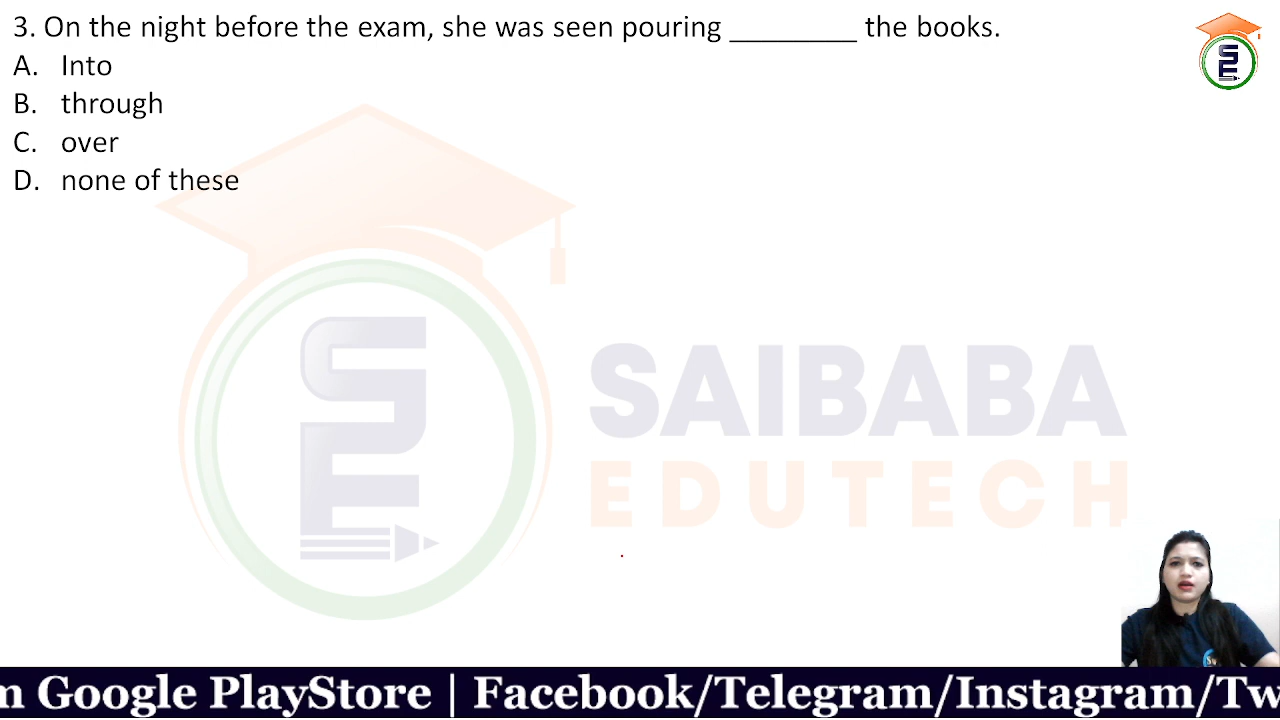 3. On the night before the exam, she was seen pouring ________ the books.
A. Into
B. through
C. over
D. none of these
SAIBABA
EDUTECH
m Google PlayStore | Facebook/Telegram/Instagram/Tw